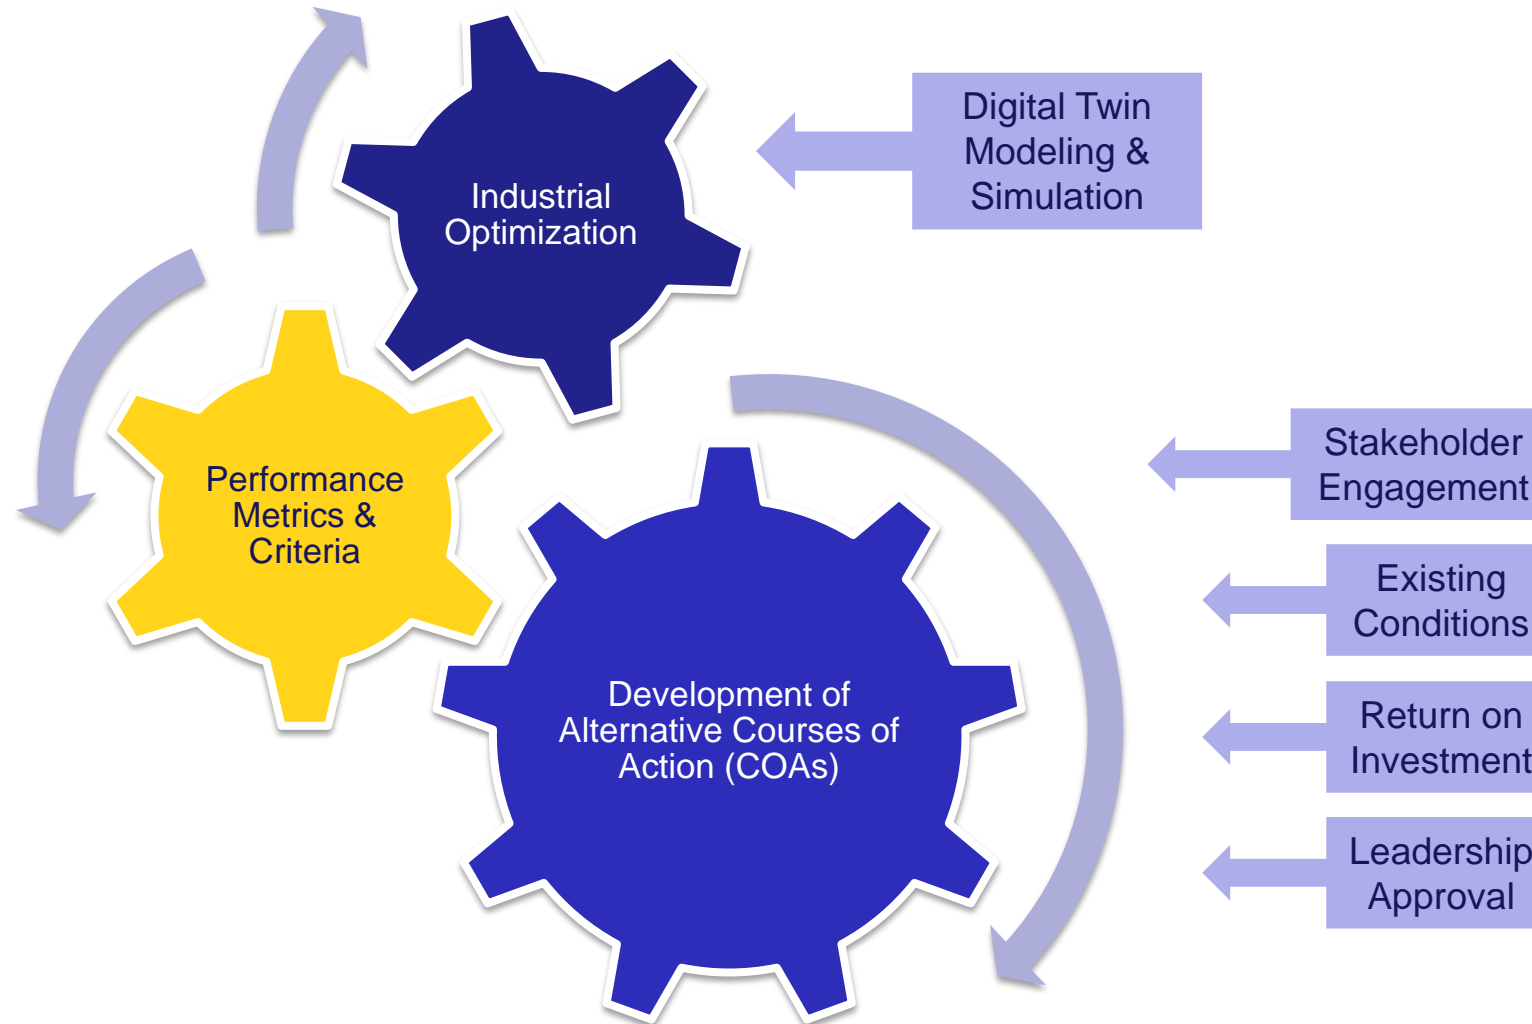 Digital Twin
Modeling &
Simulation
Industrial
Optimization
Stakeholder
Engagement
Performance
Metrics &
Criteria
Existing
Conditions
Development of
Alternative Courses of
Action (COAs)
Return on
Investment
Leadership
Approval